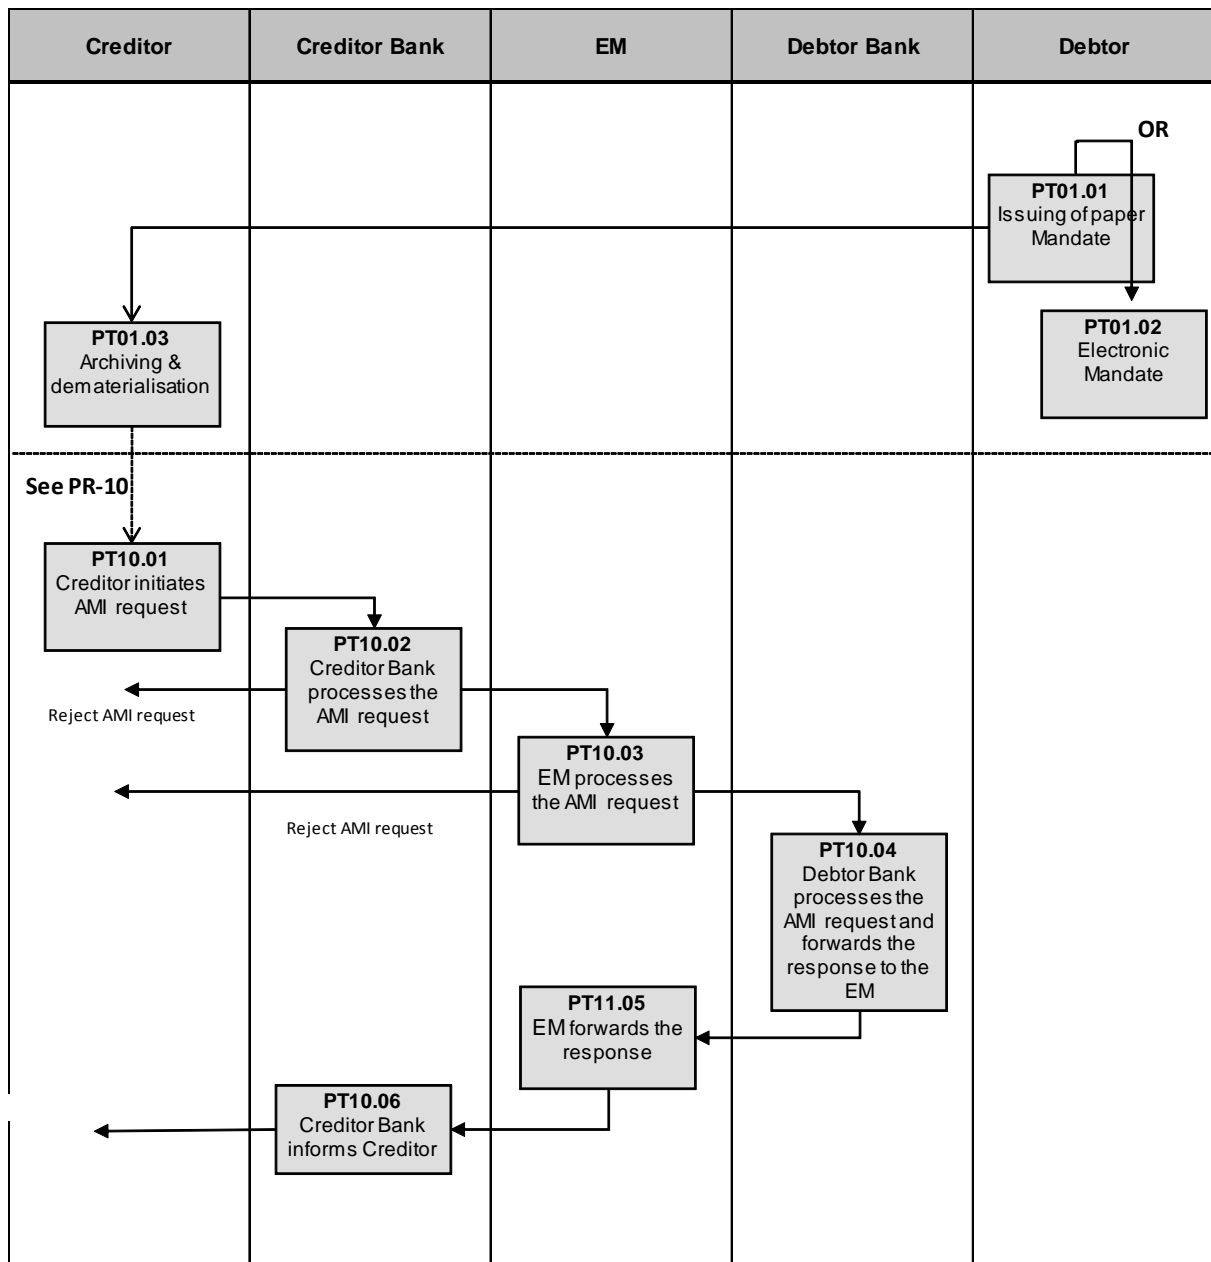 Creditor
Creditor Bank
EM
Debtor Bank
Debtor
OR
PT01.01
Issuing of paper
Mandate
PT01.02
Electronic
Mandate
PT01.03
Archiving &
dematerialisation
See PR-10
PT10.01
Creditor initiates
AMI request
PT10.02
Creditor Bank
processes the
AMI request
Reject AMI request
PT10.03
EM processes
the AMI request
Reject AMI request
PT10.04
Debtor Bank
processes the
AMI request and
forwards the
response to the
EM
PT11.05
EM forwards the
response
PT10.06
Creditor Bank
informs Creditor